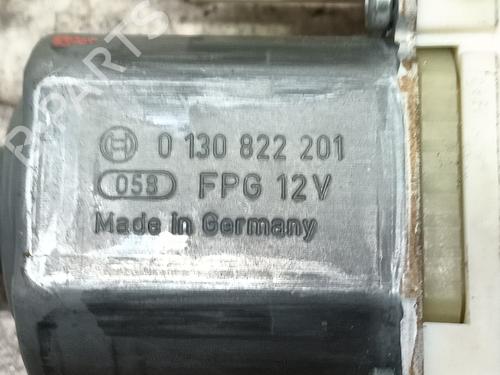 B-PARTS
0 130 822 201
058 FPG 12V
Made in Germany